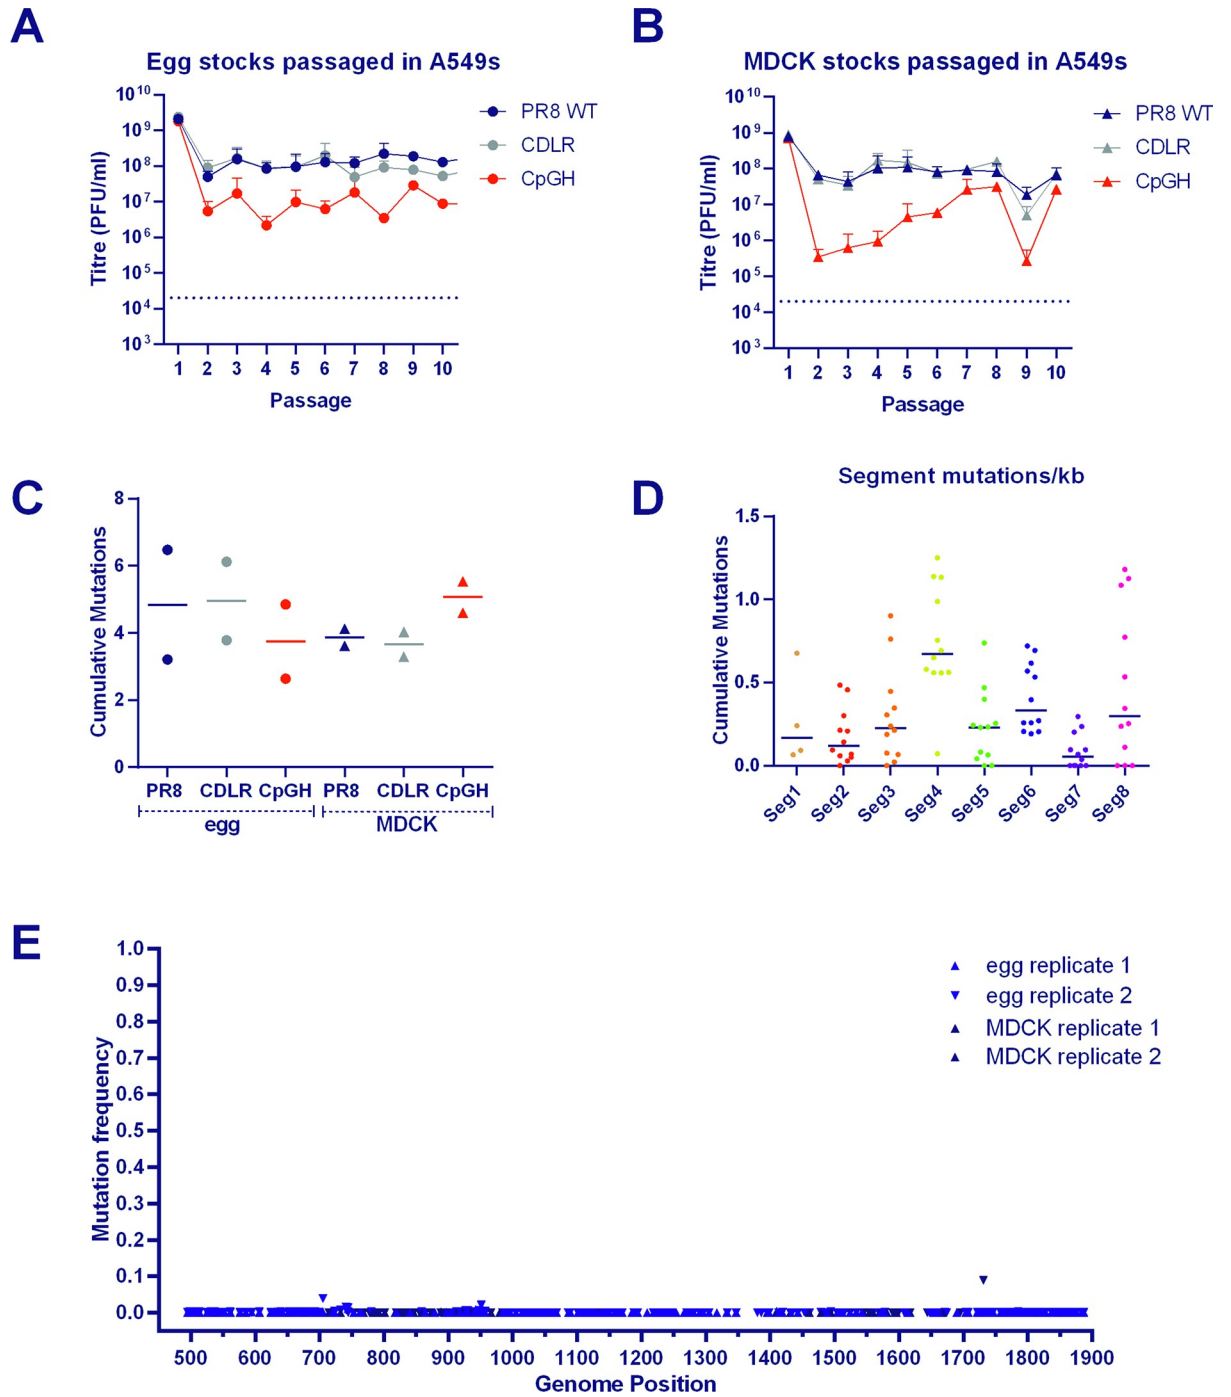 A
Egg stocks passaged in A549s
Titre (PFU/ml)
10^10
10^9
10^8
10^7
10^6
10^5
10^4
10^3
1 2 3 4 5 6 7 8 9 10
Passage
PR8 WT
CDLR
CpGH
B
MDCK stocks passaged in A549s
Titre (PFU/ml)
10^10
10^9
10^8
10^7
10^6
10^5
10^4
10^3
1 2 3 4 5 6 7 8 9 10
Passage
PR8 WT
CDLR
CpGH
C
Cumulative Mutations
8
6
4
2
0
PR8 CDLR CpGH PR8 CDLR CpGH
egg MDCK
D
Segment mutations/kb
Cumulative Mutations
1.5
1.0
0.5
0.0
Seg1 Seg2 Seg3 Seg4 Seg5 Seg6 Seg7 Seg8
E
Mutation frequency
1.0
0.9
0.8
0.7
0.6
0.5
0.4
0.3
0.2
0.1
0.0
500 600 700 800 900 1000 1100 1200 1300 1400 1500 1600 1700 1800 1900
Genome Position
egg replicate 1
egg replicate 2
MDCK replicate 1
MDCK replicate 2